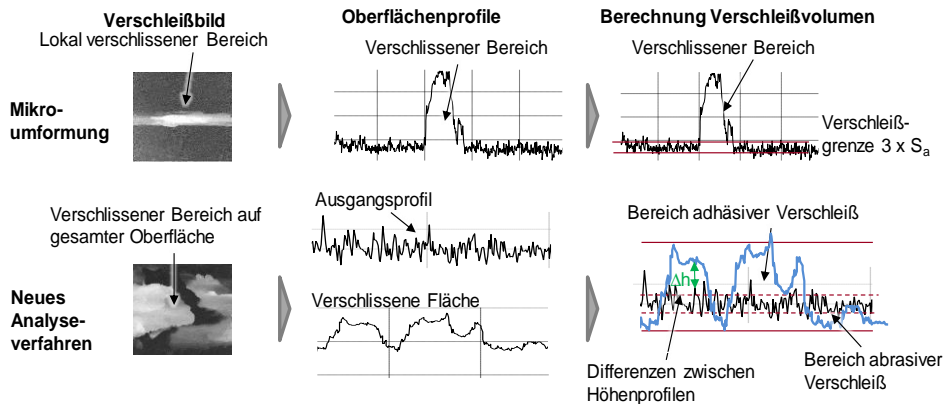 Verschleißbild
Oberflächenprofile
Berechnung Verschleißvolumen
Lokal verschlissener Bereich
Verschlissener Bereich
Verschlissener Bereich
Mikro-
umformung
Verschleiß-
grenze 3 x Sa
Verschlissener Bereich auf
gesamter Oberfläche
Ausgangsprofil
Bereich adhäsiver Verschleiß
Δh
Neues
Analyse-
verfahren
Verschlissene Fläche
Differenzen zwischen
Höhenprofilen
Bereich abrasiver
Verschleiß